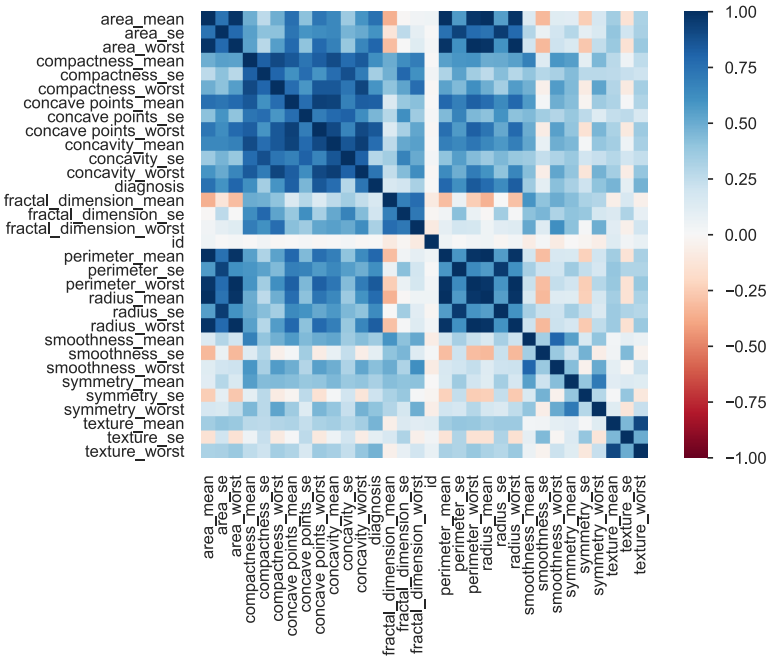 area_mean
area_se
area_worst
compactness_mean
compactness_se
compactness_worst
concave points_mean
concave points_se
concave points_worst
concavity_mean
concavity_se
concavity_worst
diagnosis
fractal_dimension_mean
fractal_dimension_se
fractal_dimension_worst
id
perimeter_mean
perimeter_se
perimeter_worst
radius_mean
radius_se
radius_worst
smoothness_mean
smoothness_se
smoothness_worst
symmetry_mean
symmetry_se
symmetry_worst
texture_mean
texture_se
texture_worst
area_mean
area_se
area_worst
compactness_mean
compactness_se
compactness_worst
concave points_mean
concave points_se
concave points_worst
concavity_mean
concavity_se
concavity_worst
diagnosis
fractal_dimension_mean
fractal_dimension_se
fractal_dimension_worst
id
perimeter_mean
perimeter_se
perimeter_worst
radius_mean
radius_se
radius_worst
smoothness_mean
smoothness_se
smoothness_worst
symmetry_mean
symmetry_se
symmetry_worst
texture_mean
texture_se
texture_worst
1.00
0.75
0.50
0.25
0.00
−0.25
−0.50
−0.75
−1.00